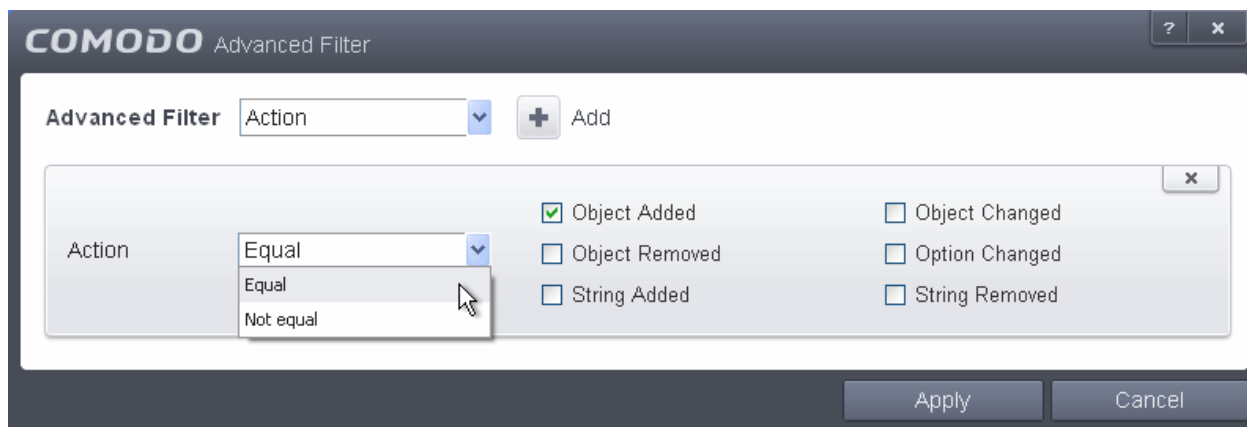 COMODO Advanced Filter ? x
Advanced Filter Action + Add
x
Object Added Object Changed
Action Equal Object Removed Option Changed
Equal String Added String Removed
Not equal
Apply Cancel